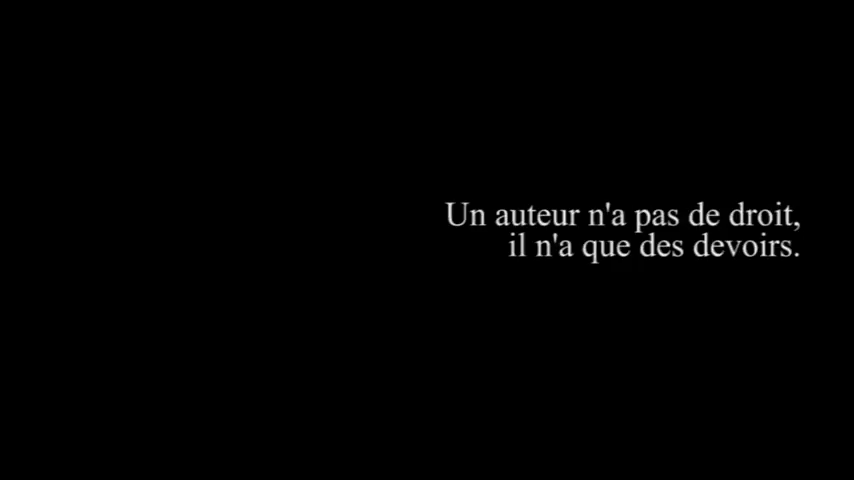 Un auteur n'a pas de droit,
il n'a que des devoirs.